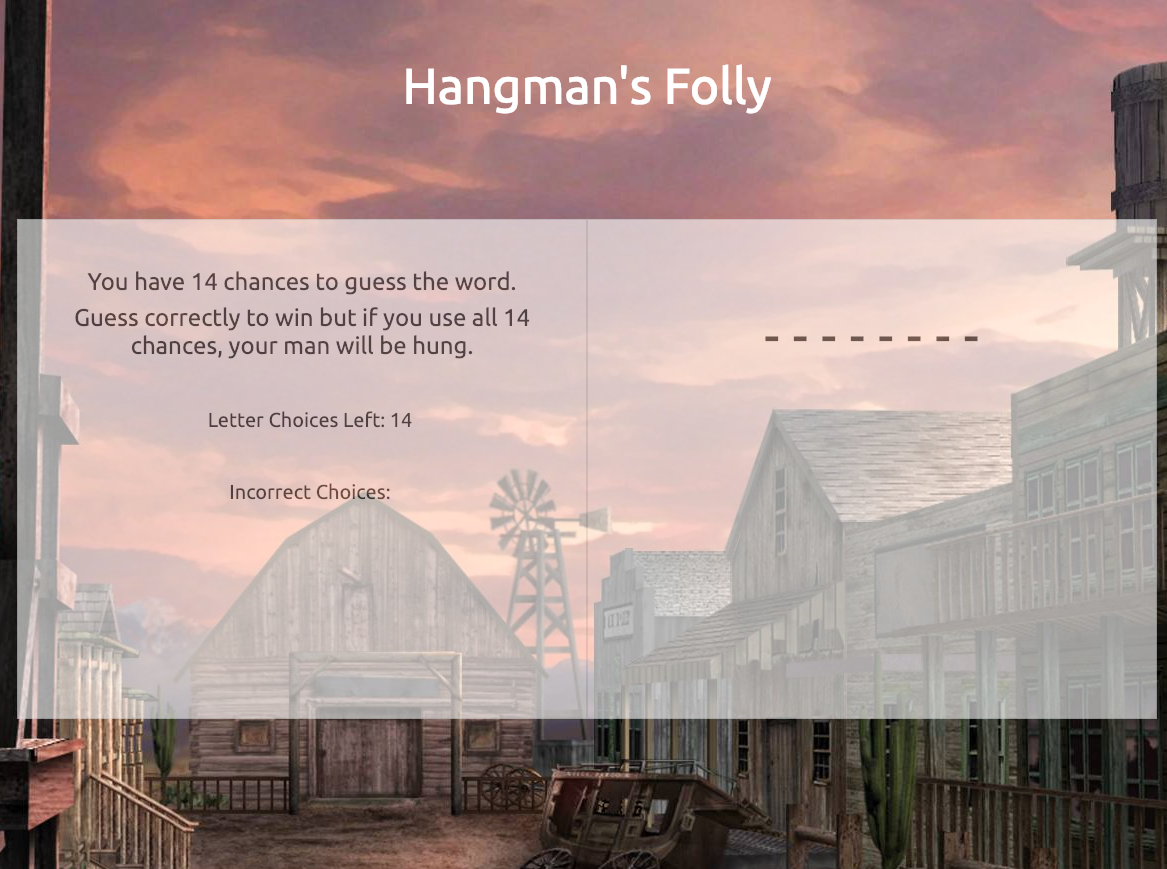 Hangman's Folly
You have 14 chances to guess the word.
Guess correctly to win but if you use all 14
chances, your man will be hung.
- - - - - - - -
Letter Choices Left: 14
Incorrect Choices: